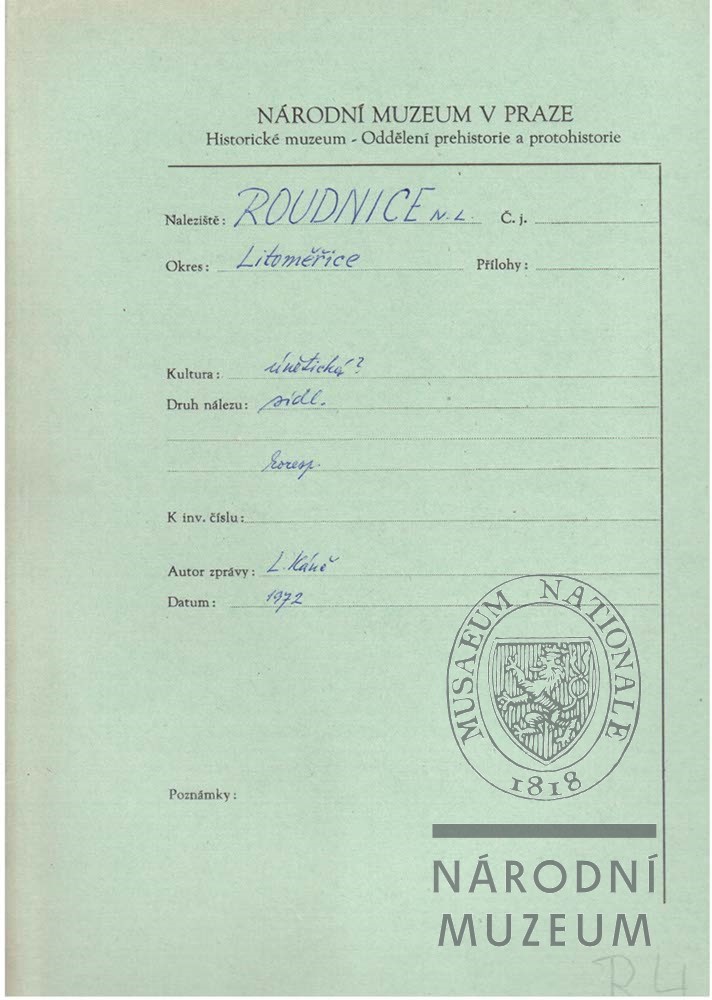 NÁRODNÍ MUZEUM V PRAZE
Historické muzeum - Oddělení prehistorie a protohistorie
Naleziště: ROUDNICE N. L. Č. j.
Okres: Litoměřice Přílohy:
Kultura: únětická?
Druh nálezu: sídl.
koresp.
K inv. číslu:
Autor zprávy: L. Káně
Datum: 1972
MUSAEUM NATIONALE
1818
Poznámky:
NÁRODNÍ
MUZEUM